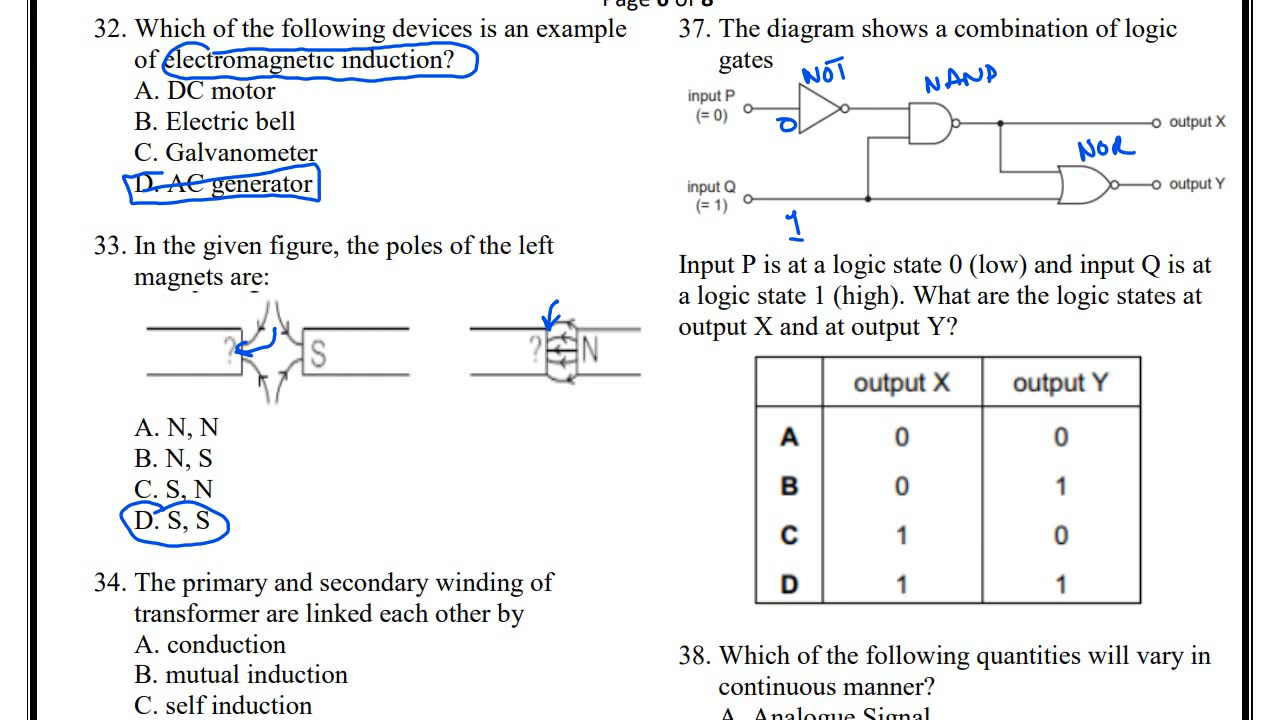 Page 6 of 8
32. Which of the following devices is an example
of electromagnetic induction?
A. DC motor
B. Electric bell
C. Galvanometer
D. AC generator
33. In the given figure, the poles of the left
magnets are:
? S
? N
A. N, N
B. N, S
C. S, N
D. S, S
34. The primary and secondary winding of
transformer are linked each other by
A. conduction
B. mutual induction
C. self induction
37. The diagram shows a combination of logic
gates
NOT
NAND
input P
(= 0)
0
output X
NOR
input Q
(= 1)
output Y
1
Input P is at a logic state 0 (low) and input Q is at
a logic state 1 (high). What are the logic states at
output X and at output Y?
output X output Y
A 0 0
B 0 1
C 1 0
D 1 1
38. Which of the following quantities will vary in
continuous manner?
A. Analogue Signal